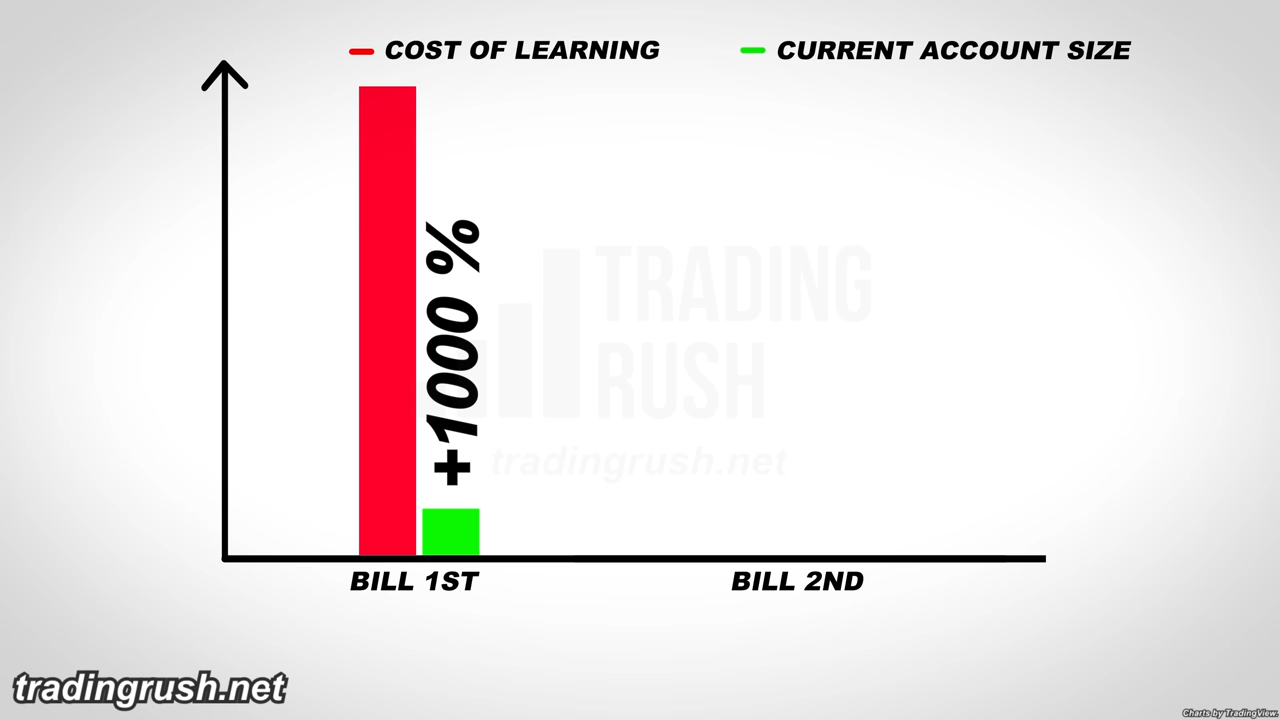 COST OF LEARNING
CURRENT ACCOUNT SIZE
+1000 %
TRADING
RUSH
tradingrush.net
BILL 1ST
BILL 2ND
tradingrush.net
Charts by TradingView.